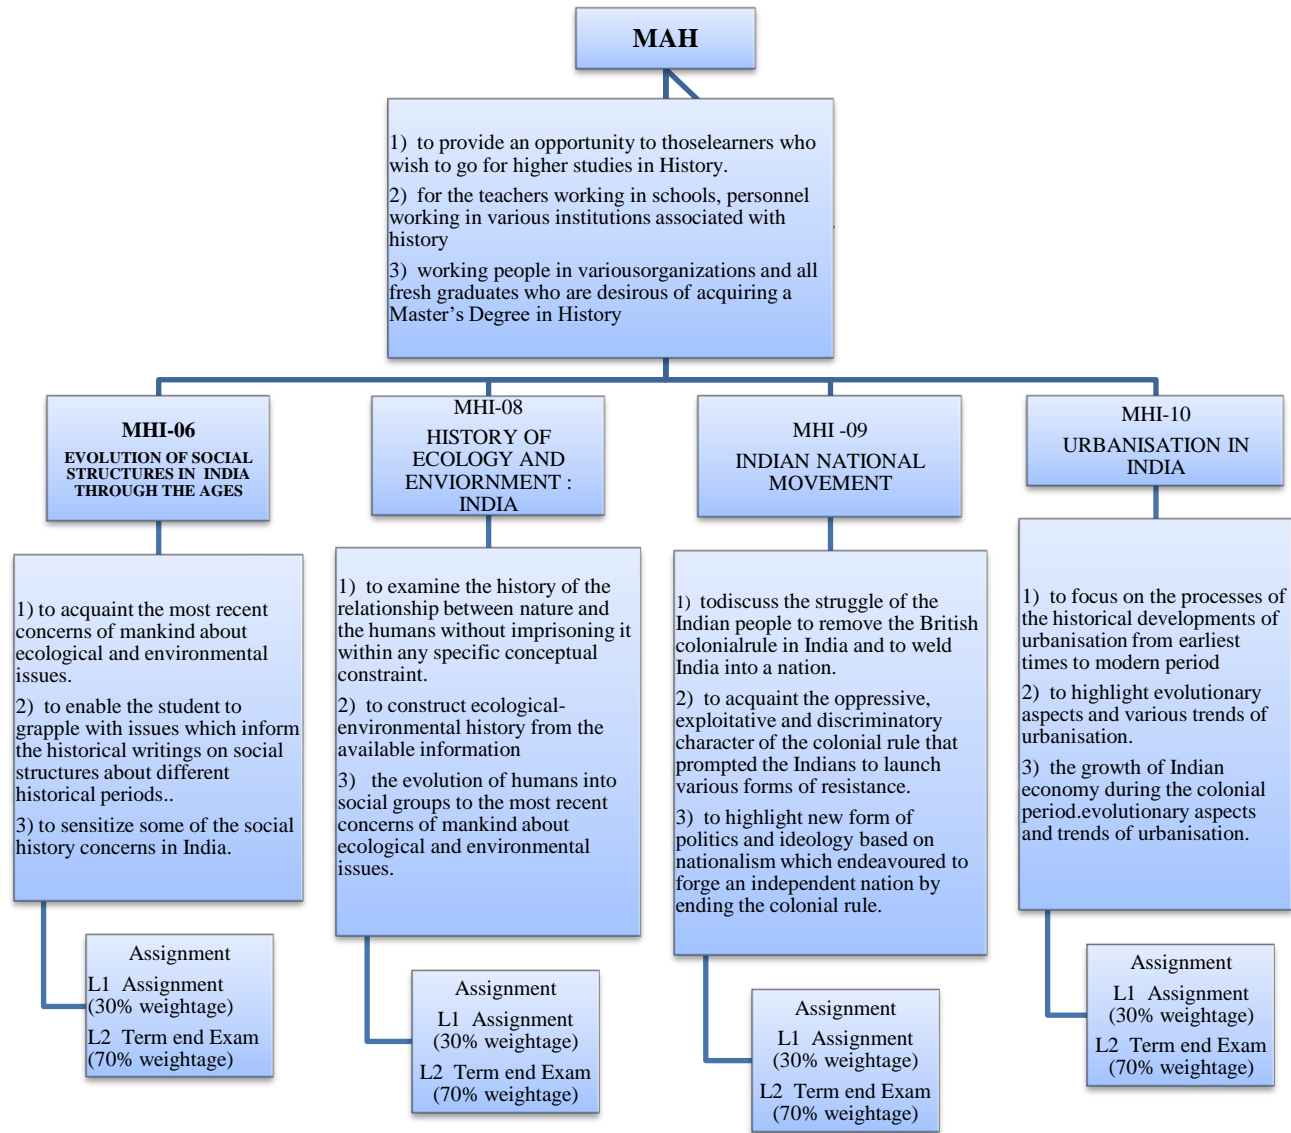 MAH
1) to provide an opportunity to thoselearners who
wish to go for higher studies in History.
2) for the teachers working in schools, personnel
working in various institutions associated with
history
3) working people in variousorganizations and all
fresh graduates who are desirous of acquiring a
Master’s Degree in History
MHI-06
EVOLUTION OF SOCIAL
STRUCTURES IN INDIA
THROUGH THE AGES
1) to acquaint the most recent
concerns of mankind about
ecological and environmental
issues.
2) to enable the student to
grapple with issues which inform
the historical writings on social
structures about different
historical periods..
3) to sensitize some of the social
history concerns in India.
Assignment
L1 Assignment
(30% weightage)
L2 Term end Exam
(70% weightage)
MHI-08
HISTORY OF
ECOLOGY AND
ENVIORNMENT :
INDIA
1) to examine the history of the
relationship between nature and
the humans without imprisoning it
within any specific conceptual
constraint.
2) to construct ecological-
environmental history from the
available information
3) the evolution of humans into
social groups to the most recent
concerns of mankind about
ecological and environmental
issues.
Assignment
L1 Assignment
(30% weightage)
L2 Term end Exam
(70% weightage)
MHI -09
INDIAN NATIONAL
MOVEMENT
1) todiscuss the struggle of the
Indian people to remove the British
colonialrule in India and to weld
India into a nation.
2) to acquaint the oppressive,
exploitative and discriminatory
character of the colonial rule that
prompted the Indians to launch
various forms of resistance.
3) to highlight new form of
politics and ideology based on
nationalism which endeavoured to
forge an independent nation by
ending the colonial rule.
Assignment
L1 Assignment
(30% weightage)
L2 Term end Exam
(70% weightage)
MHI-10
URBANISATION IN
INDIA
1) to focus on the processes of
the historical developments of
urbanisation from earliest
times to modern period
2) to highlight evolutionary
aspects and various trends of
urbanisation.
3) the growth of Indian
economy during the colonial
period.evolutionary aspects
and trends of urbanisation.
Assignment
L1 Assignment
(30% weightage)
L2 Term end Exam
(70% weightage)